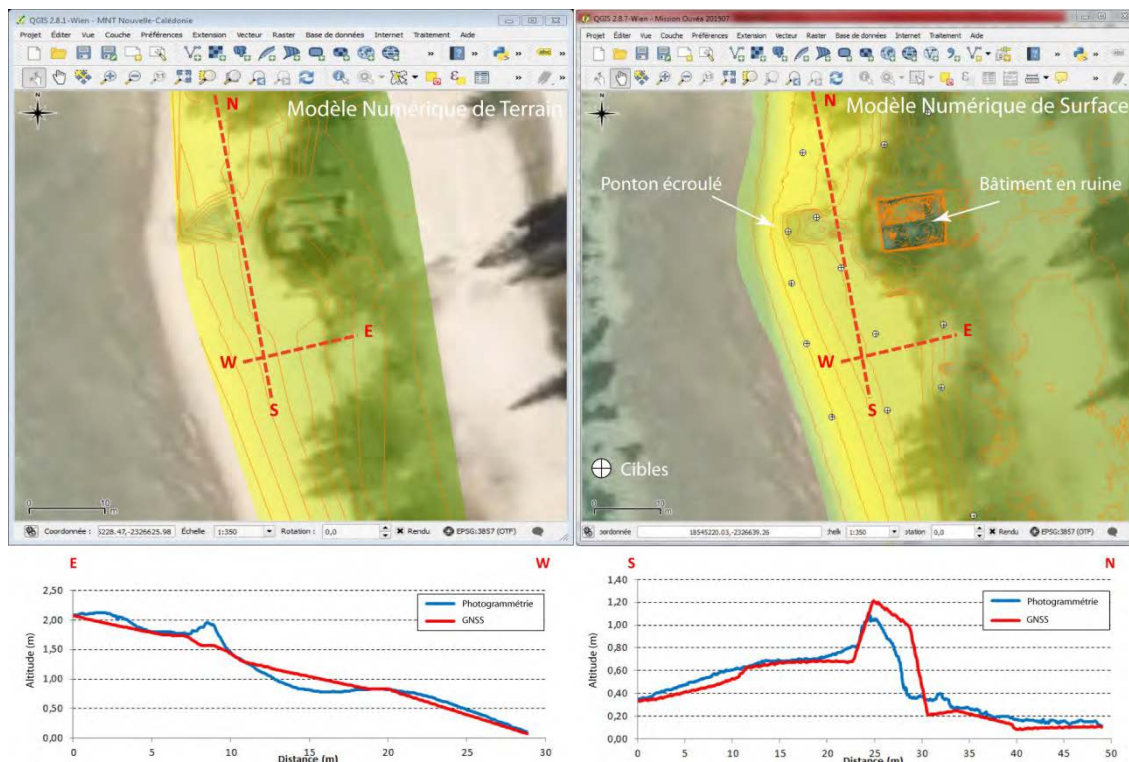 QGIS 2.8.1-Wien - MNT Nouvelle-Calédonie
Projet Éditer Vue Couche Préférences Extension Vecteur Raster Base de données Internet Traitement Aide
abc
N
Modèle Numérique de Terrain
N
W
E
S
0 10
m
Coordonnée : 5228.47,-2326625.98 Échelle 1:350 Rotation : 0,0 Rendu EPSG:3857 (OTF)
QGIS 2.8.7-Wien - Mission Ouvéa 201507
Projet Éditer Vue Couche Préférences Extension Vecteur Raster Base de données Internet Traitement Aide
abc
N
Modèle Numérique de Surface
N
Ponton écroulé
Bâtiment en ruine
W
E
S
Cibles
0 10
m
oordonnée 18545220.03,-2326639.26 chelk 1:350 otation 0,0 Rendu EPSG:3857 (OTF)
E W
2,50
2,00
1,50
1,00
0,50
0,00
Altitude (m)
Photogrammétrie
GNSS
0 5 10 15 20 25 30
Distance (m)
S N
1,40
1,20
1,00
0,80
0,60
0,40
0,20
0,00
Altitude (m)
Photogrammétrie
GNSS
0 5 10 15 20 25 30 35 40 45 50
Distance (m)